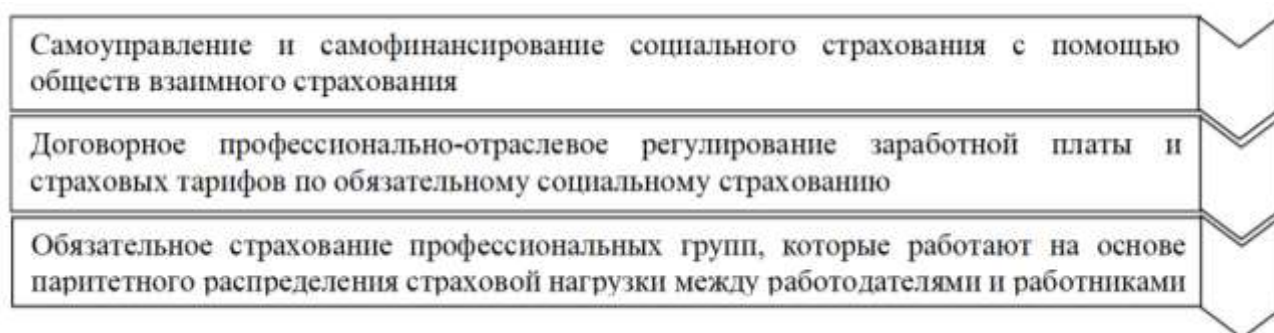 Самоуправление и самофинансирование социального страхования с помощью
обществ взаимного страхования
Договорное профессионально-отраслевое регулирование заработной платы и
страховых тарифов по обязательному социальному страхованию
Обязательное страхование профессиональных групп, которые работают на основе
паритетного распределения страховой нагрузки между работодателями и работниками